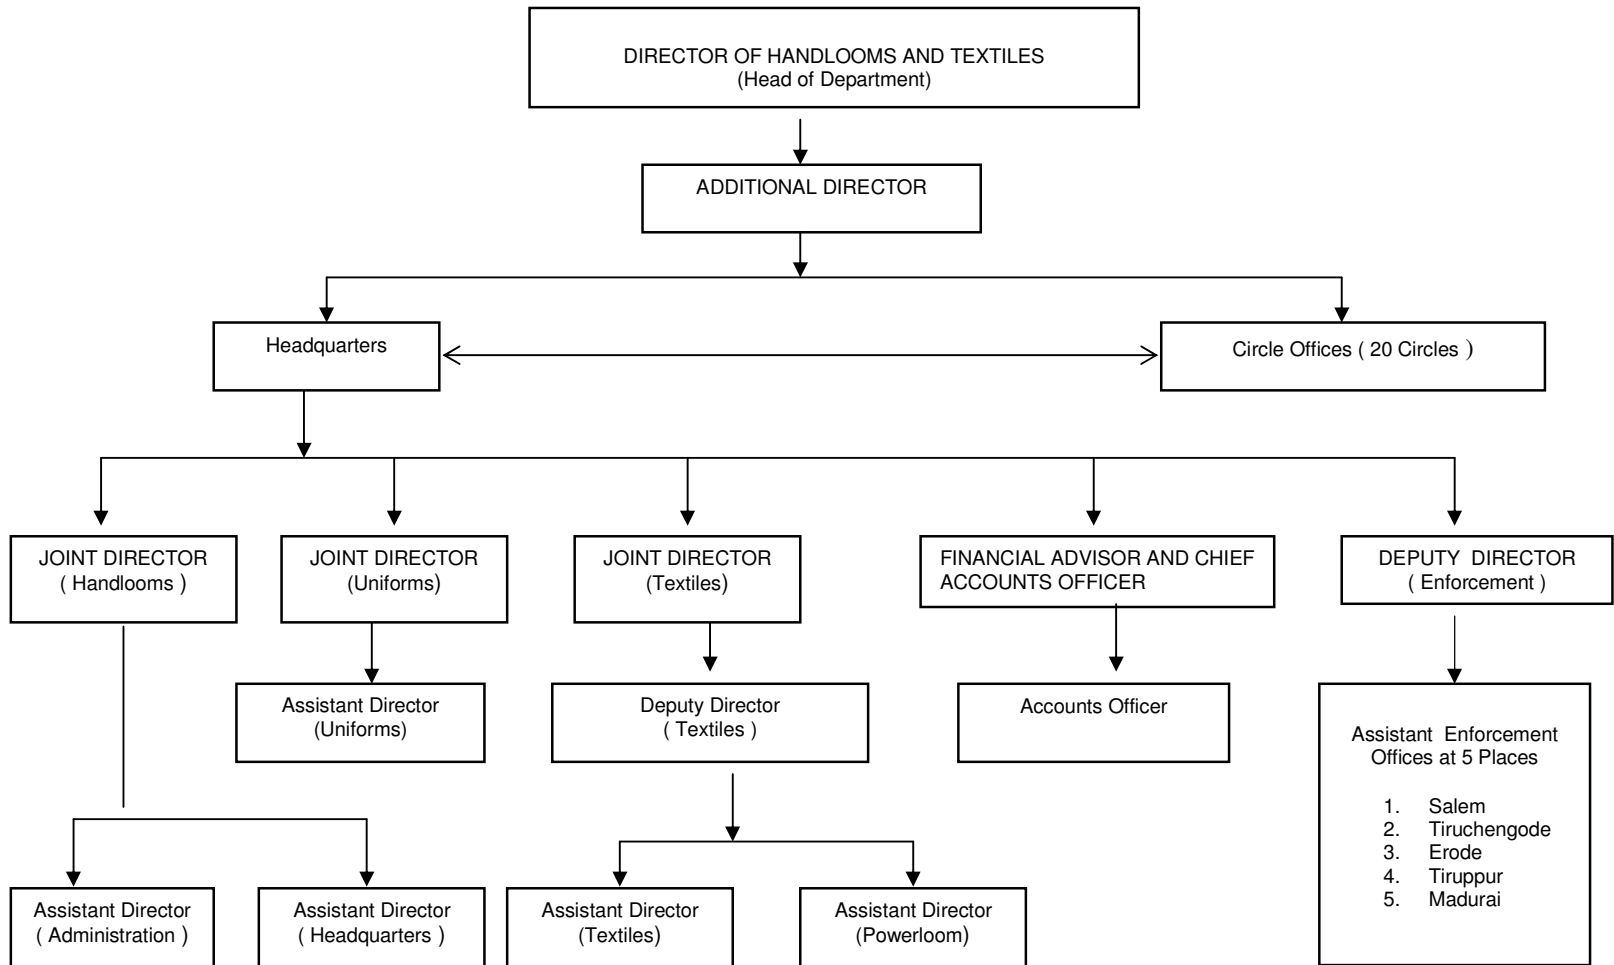 DIRECTOR OF HANDLOOMS AND TEXTILES
(Head of Department)
ADDITIONAL DIRECTOR
Headquarters
Circle Offices ( 20 Circles )
JOINT DIRECTOR
( Handlooms )
JOINT DIRECTOR
(Uniforms)
JOINT DIRECTOR
(Textiles)
FINANCIAL ADVISOR AND CHIEF
ACCOUNTS OFFICER
DEPUTY DIRECTOR
( Enforcement )
Assistant Director
(Uniforms)
Deputy Director
( Textiles )
Accounts Officer
Assistant Enforcement
Offices at 5 Places
1. Salem
2. Tiruchengode
3. Erode
4. Tiruppur
5. Madurai
Assistant Director
( Administration )
Assistant Director
( Headquarters )
Assistant Director
(Textiles)
Assistant Director
(Powerloom)